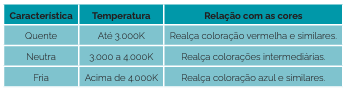 Característica Temperatura Relação com as cores
Quente Até 3.000K Realça coloração vermelha e similares.
Neutra 3.000 a 4.000K Realça colorações intermediárias.
Fria Acima de 4.000K Realça coloração azul e similares.